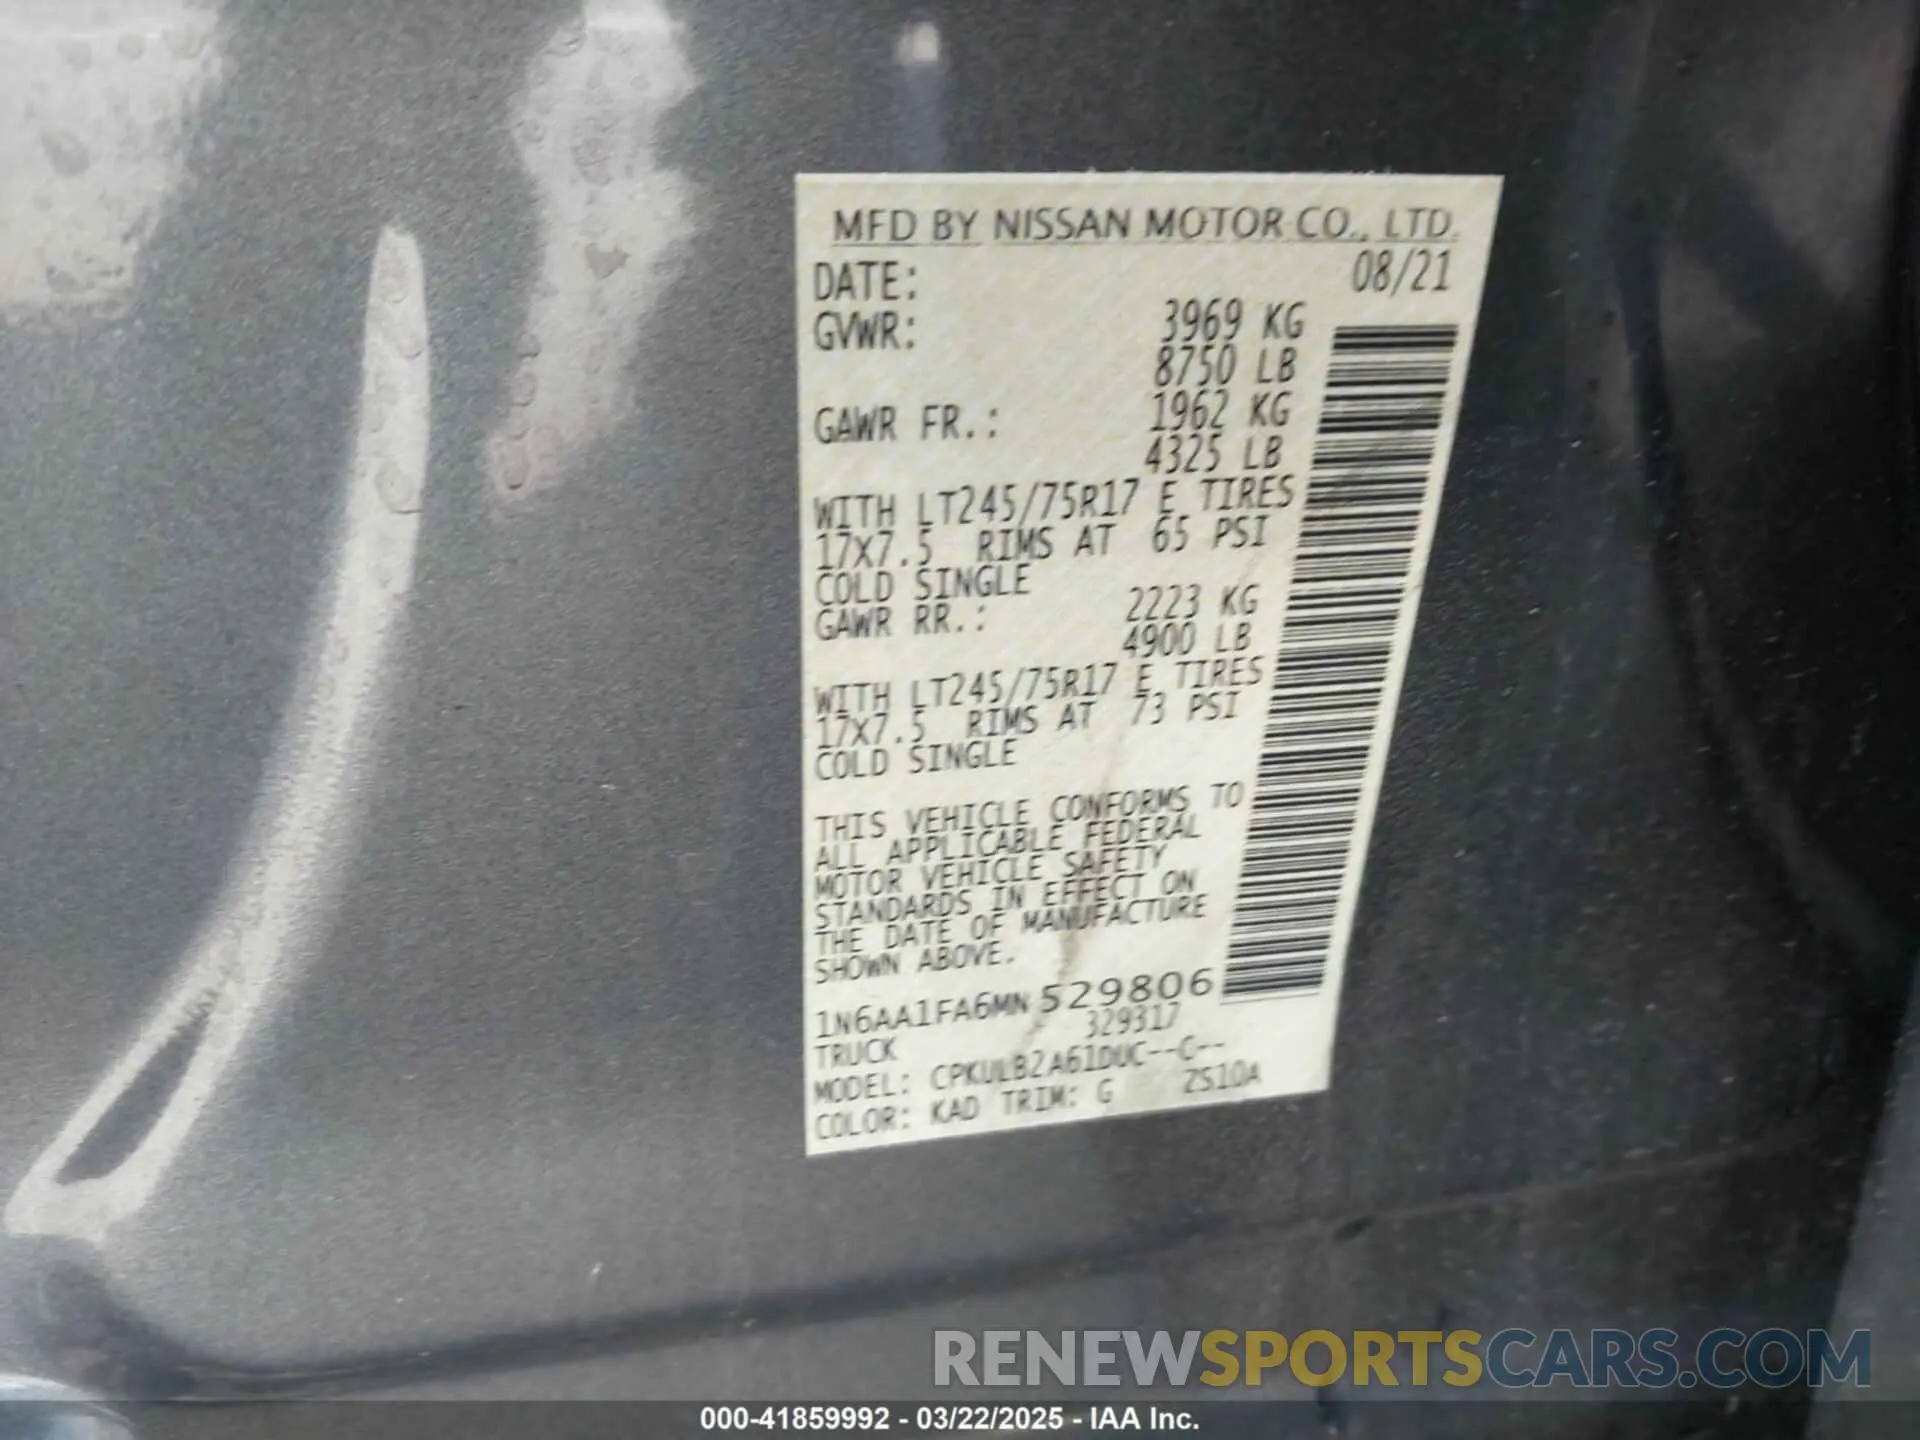 MFD BY NISSAN MOTOR CO., LTD.
DATE: 08/21
GVWR: 3969 KG
8750 LB
GAWR FR.: 1962 KG
4325 LB
WITH LT245/75R17 E TIRES
17X7.5 RIMS AT 65 PSI
COLD SINGLE
GAWR RR.: 2223 KG
4900 LB
WITH LT245/75R17 E TIRES
17X7.5 RIMS AT 73 PSI
COLD SINGLE
THIS VEHICLE CONFORMS TO
ALL APPLICABLE FEDERAL
MOTOR VEHICLE SAFETY
STANDARDS IN EFFECT ON
THE DATE OF MANUFACTURE
SHOWN ABOVE.
1N6AA1FA6MN529806
TRUCK 329317
MODEL: CPKULB2A61DUC--C--
COLOR: KAD TRIM: G ZS10A
RENEWSPORTSCARS.COM
000-41859992 - 03/22/2025 - IAA Inc.